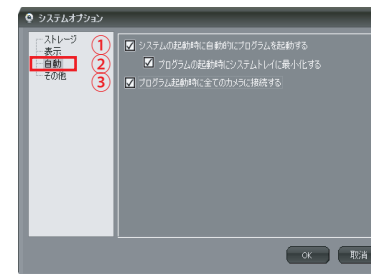 システムオプション
ストレージ
表示
自動
その他
① システムの起動時に自動的にプログラムを起動する
② プログラムの起動時にシステムトレイに最小化する
③ プログラム起動時に全てのカメラに接続する
OK
取消